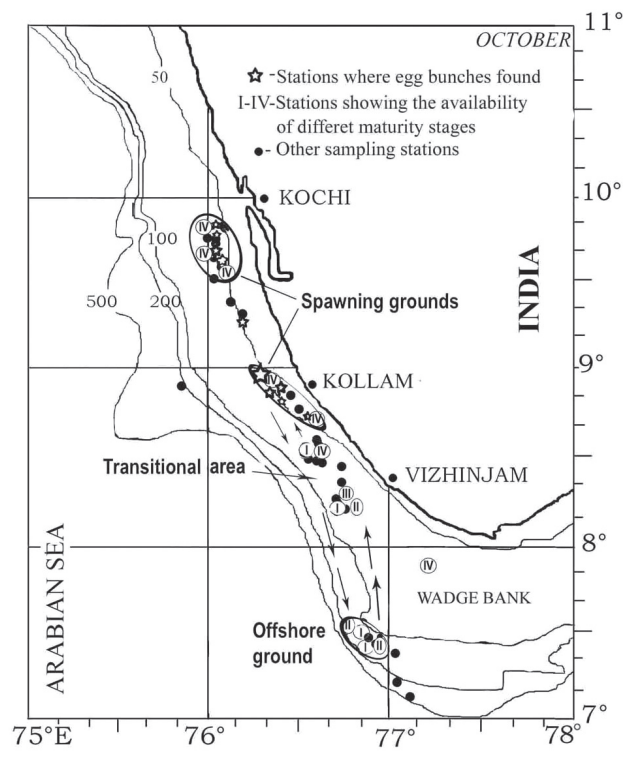 11°
OCTOBER
50
☆ -Stations where egg bunches found
I-IV-Stations showing the availability
of differet maturity stages
● - Other sampling stations
10°
KOCHI
IV
100
IV
IV
INDIA
500
200
Spawning grounds
9°
IV
KOLLAM
IV
I IV
Transitional area
VIZHINJAM
III
I II
8°
IV
ARABIAN SEA
WADGE BANK
II
I
Offshore
ground
I II
7°
75°E
76°
77°
78°